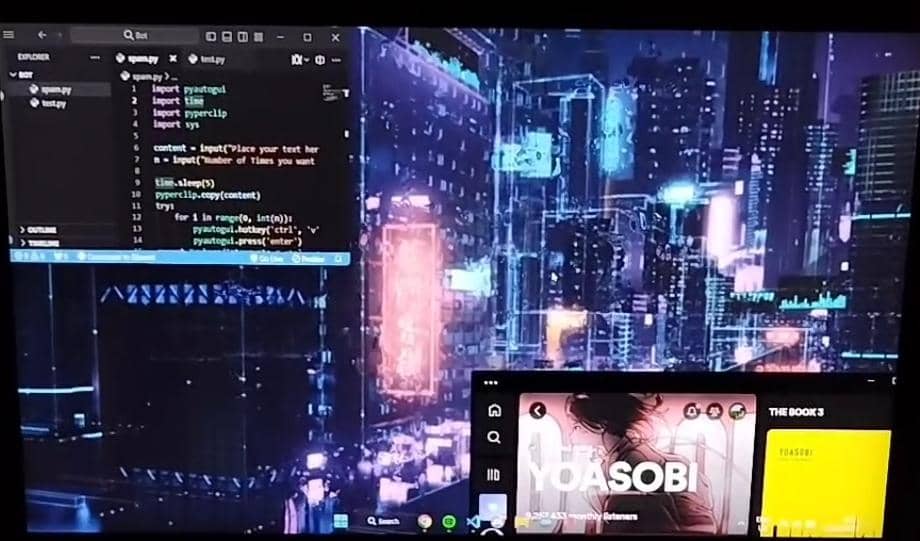 Bot
EXPLORER
spam.py
test.py
BOT
spam.py
test.py
spam.py > ...
1 import pyautogui
2 import time
3 import pyperclip
4 import sys
5
6 content = input("Place your text her
7 n = input("Number of times you want
8
9 time.sleep(5)
10 pyperclip.copy(content)
11 try:
12 for i in range(0, int(n)):
13 pyautogui.hotkey('ctrl', 'v'
14 pyautogui.press('enter')
OUTLINE
TIMELINE
Go Live
Prettier
YOASOBI
monthly listeners
THE BOOK 3
YOASOBI
Search